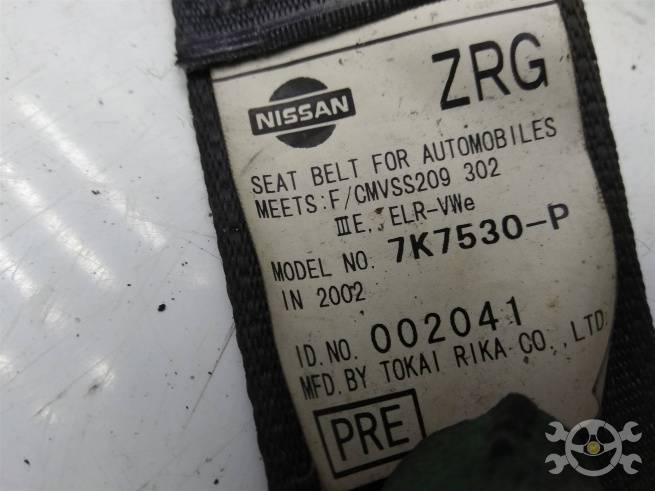 ZRG
NISSAN
SEAT BELT FOR AUTOMOBILES
MEETS:F/CMVSS209 302
ⅢE, ELR-VWe
MODEL NO. 7K7530-P
IN 2002
ID.NO. 002041
MFD.BY TOKAI RIKA CO.,LTD.
PRE